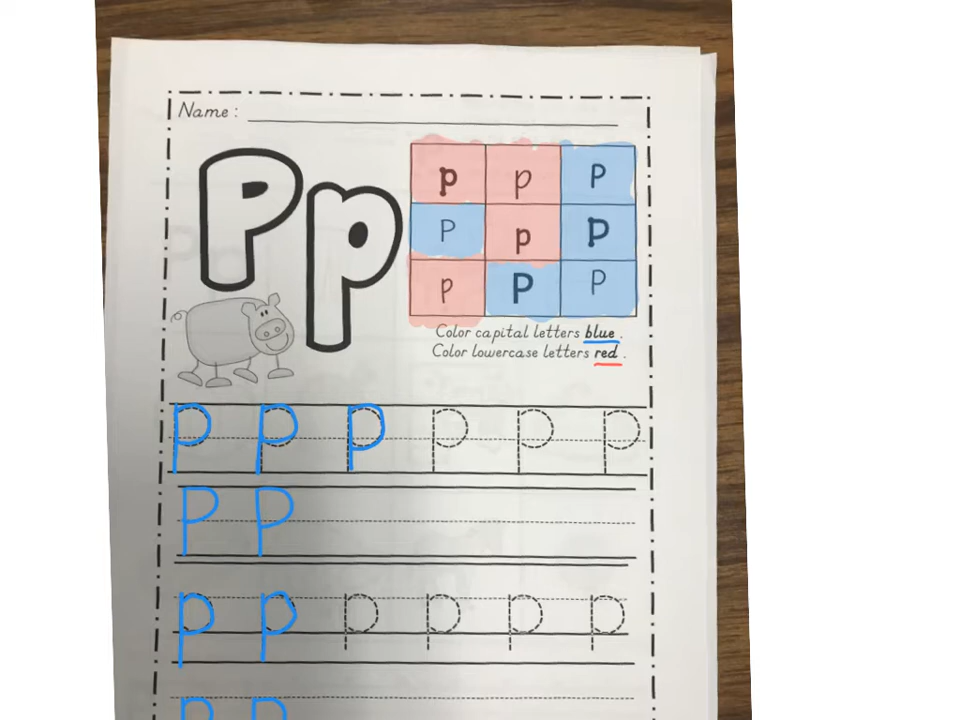 Name :
Pp
p p P
P p P
p P P
Color capital letters blue .
Color lowercase letters red .
P P P P P P
P P
p p p p p p
p p